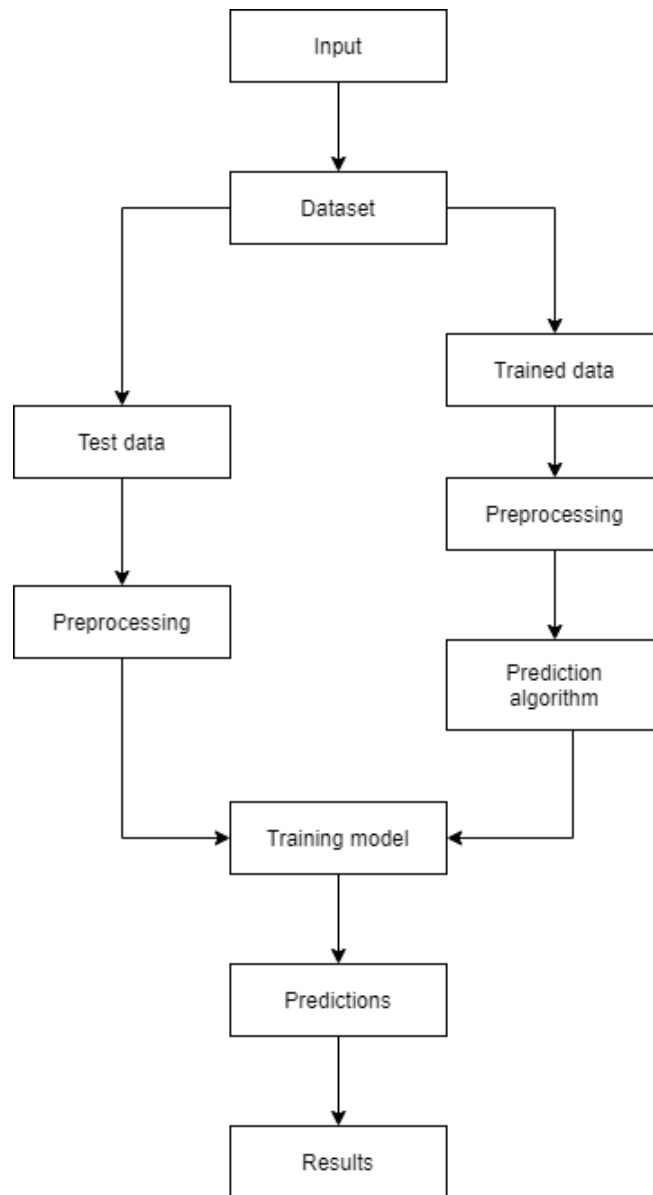 Input
Dataset
Trained data
Test data
Preprocessing
Preprocessing
Prediction
algorithm
Training model
Predictions
Results